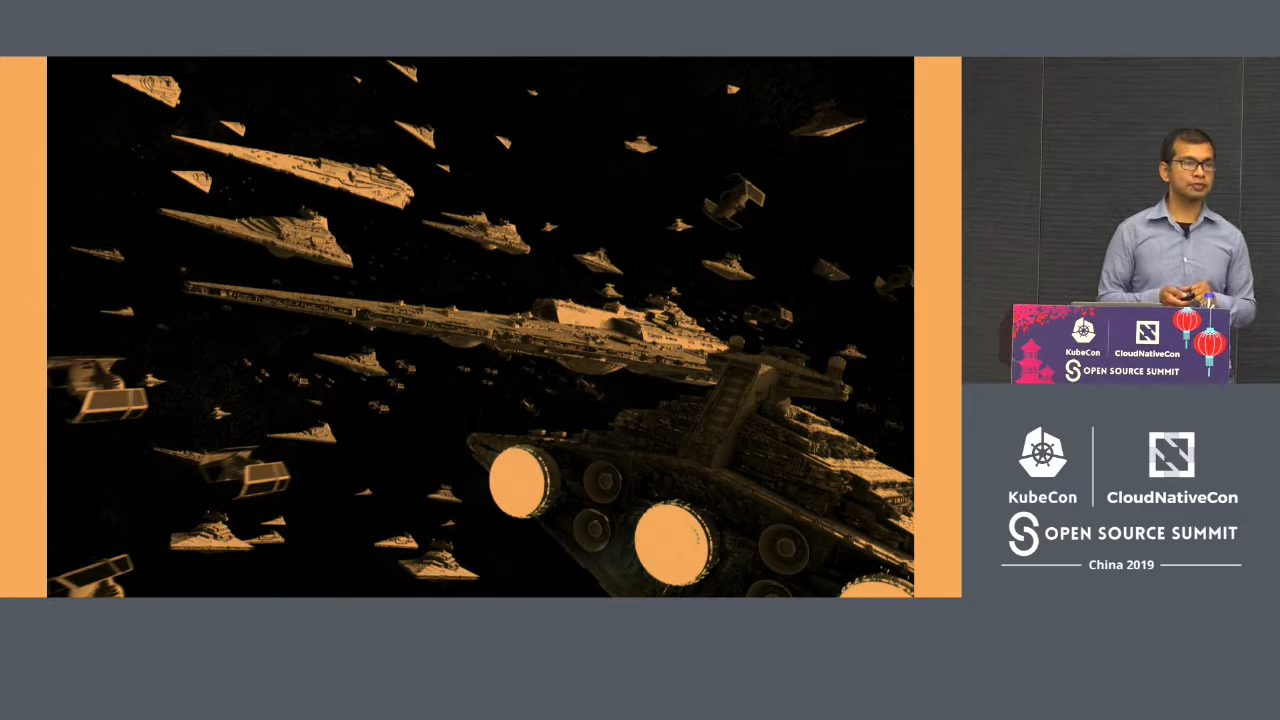 KubeCon
CloudNativeCon
OPEN SOURCE SUMMIT
KubeCon
CloudNativeCon
OPEN SOURCE SUMMIT
China 2019